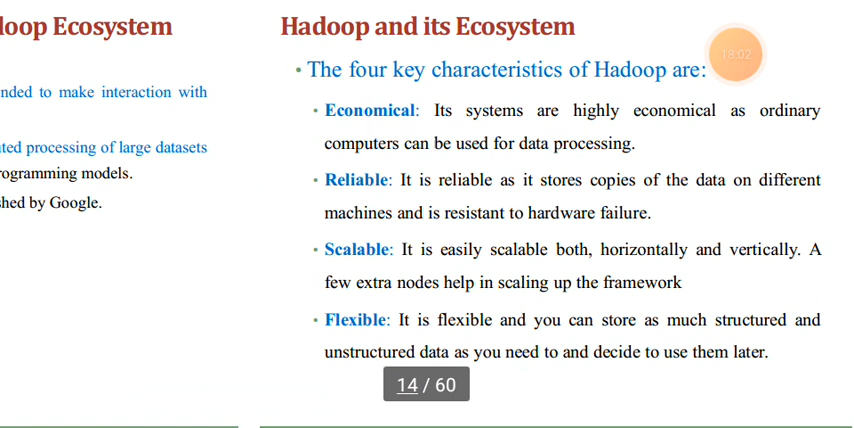 loop Ecosystem
nded to make interaction with
ted processing of large datasets
rogramming models.
shed by Google.
Hadoop and its Ecosystem
18:02
• The four key characteristics of Hadoop are:
• Economical: Its systems are highly economical as ordinary
computers can be used for data processing.
• Reliable: It is reliable as it stores copies of the data on different
machines and is resistant to hardware failure.
• Scalable: It is easily scalable both, horizontally and vertically. A
few extra nodes help in scaling up the framework
• Flexible: It is flexible and you can store as much structured and
unstructured data as you need to and decide to use them later.
14 / 60